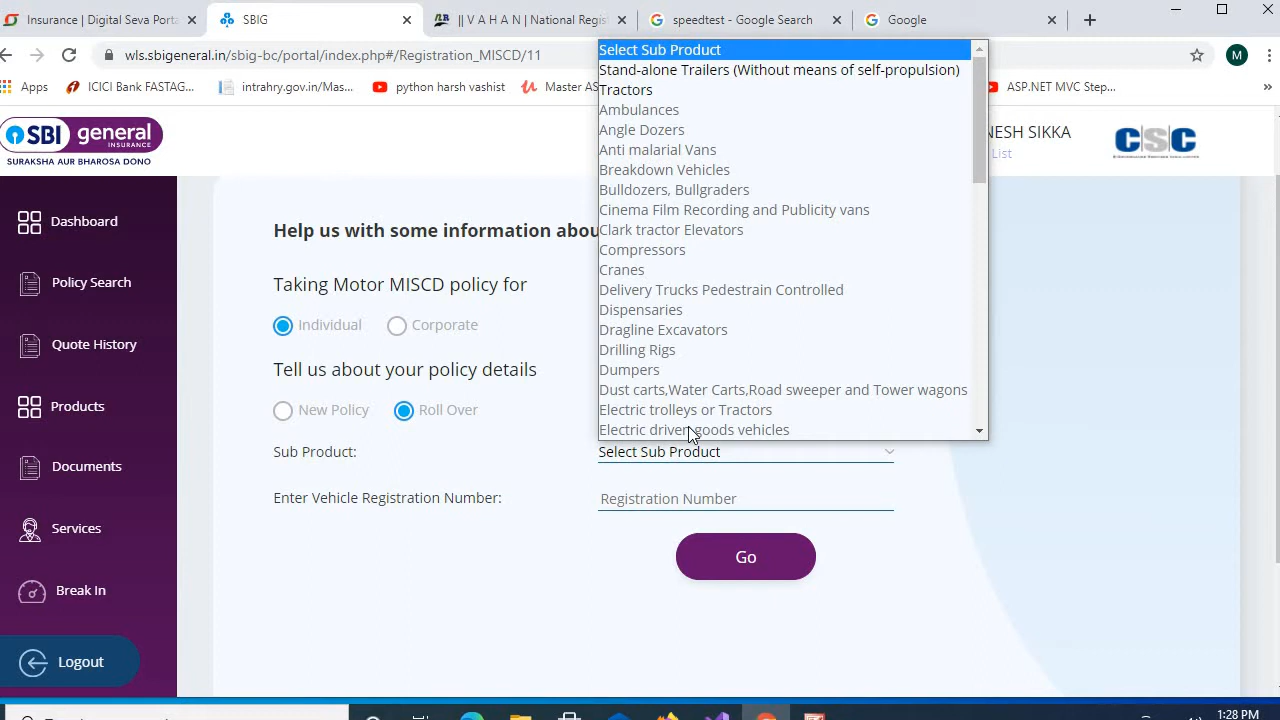 Insurance | Digital Seva Porta
SBIG
|| V A H A N | National Regis
speedtest - Google Search
Google
wls.sbigeneral.in/sbig-bp/portal/index.php#/Registration_MISCD/11
M
Apps
ICICI Bank FASTAG...
intrahry.gov.in/Mas...
python harsh vashist
Master AS
ASP.NET MVC Step...
SBI general
INSURANCE
SURAKSHA AUR BHAROSA DONO
NESH SIKKA
List
CSC
Dashboard
Policy Search
Quote History
Products
Documents
Services
Break In
Logout
Help us with some information abou
Taking Motor MISCD policy for
Individual
Corporate
Tell us about your policy details
New Policy
Roll Over
Sub Product:
Select Sub Product
Enter Vehicle Registration Number:
Registration Number
Go
Select Sub Product
Stand-alone Trailers (Without means of self-propulsion)
Tractors
Ambulances
Angle Dozers
Anti malarial Vans
Breakdown Vehicles
Bulldozers, Bullgraders
Cinema Film Recording and Publicity vans
Clark tractor Elevators
Compressors
Cranes
Delivery Trucks Pedestrain Controlled
Dispensaries
Dragline Excavators
Drilling Rigs
Dumpers
Dust carts,Water Carts,Road sweeper and Tower wagons
Electric trolleys or Tractors
Electric driven goods vehicles
1:28 PM